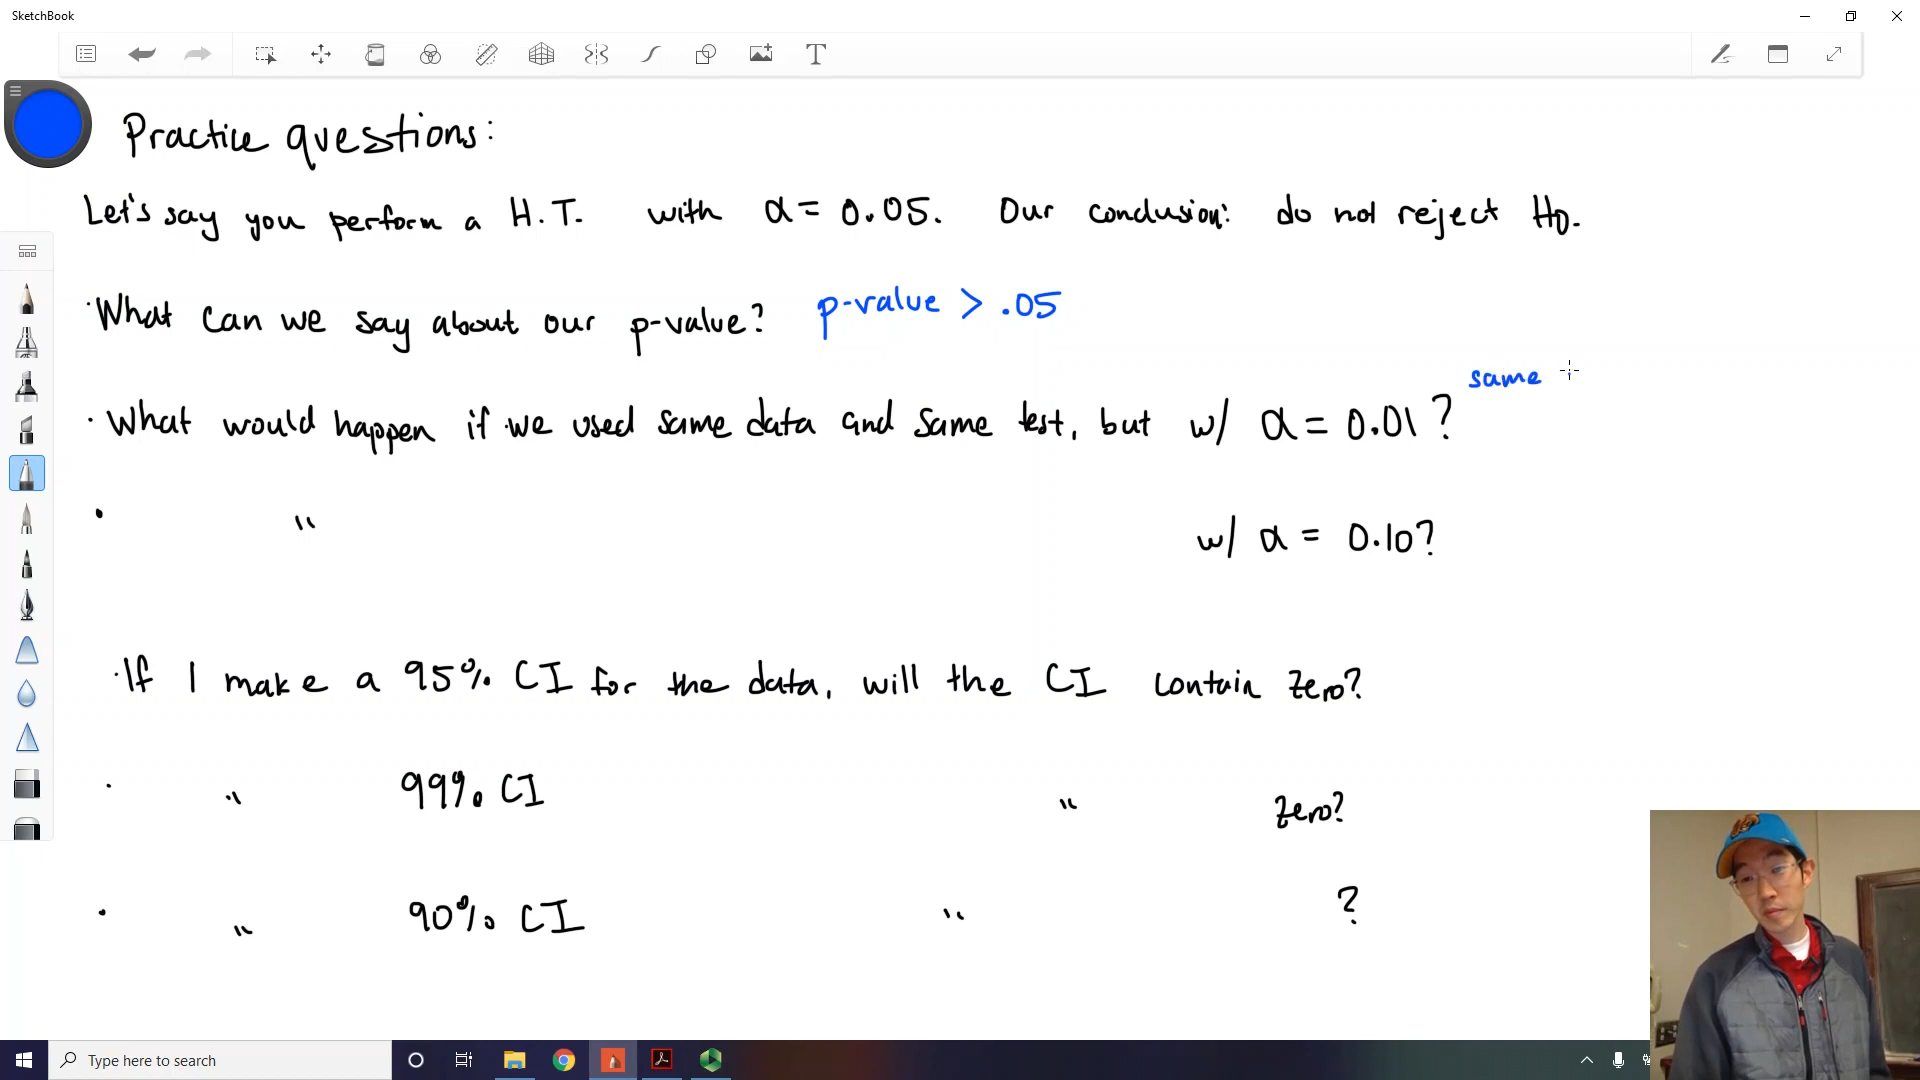 SketchBook
Practice questions:
Let's say you perform a H.T. with α = 0.05. Our conclusion: do not reject H0.
· What can we say about our p-value? p-value > .05
same
· What would happen if we used same data and same test, but w/ α = 0.01?
· " w/ α = 0.10?
· If I make a 95% CI for the data, will the CI contain zero?
· " 99% CI " zero?
· " 90% CI " ?
Type here to search